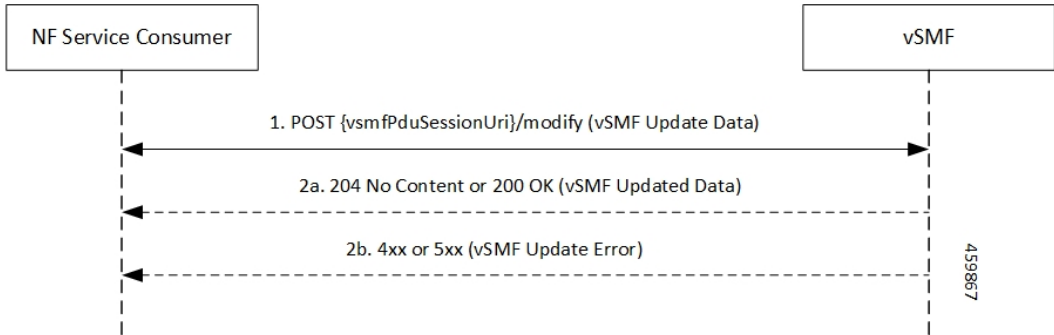 NF Service Consumer
vSMF
1. POST {vsmfPduSessionUri}/modify (vSMF Update Data)
2a. 204 No Content or 200 OK (vSMF Updated Data)
2b. 4xx or 5xx (vSMF Update Error)
459867